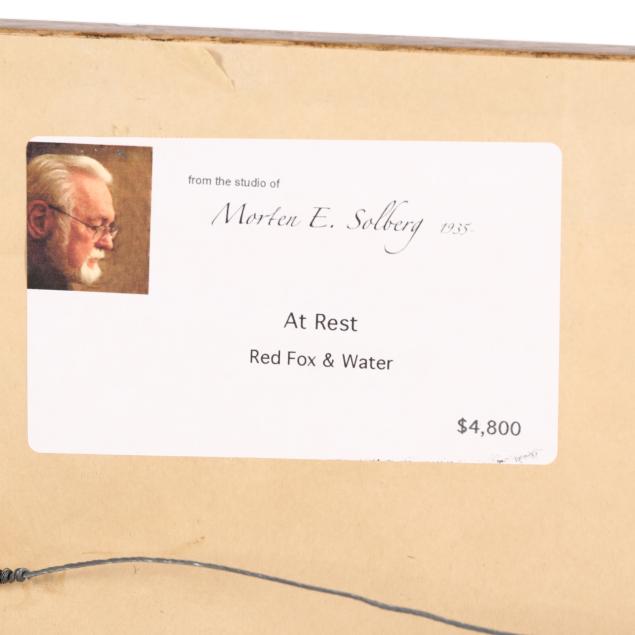 from the studio of
Morten E. Solberg 1935-
At Rest
Red Fox & Water
$4,800